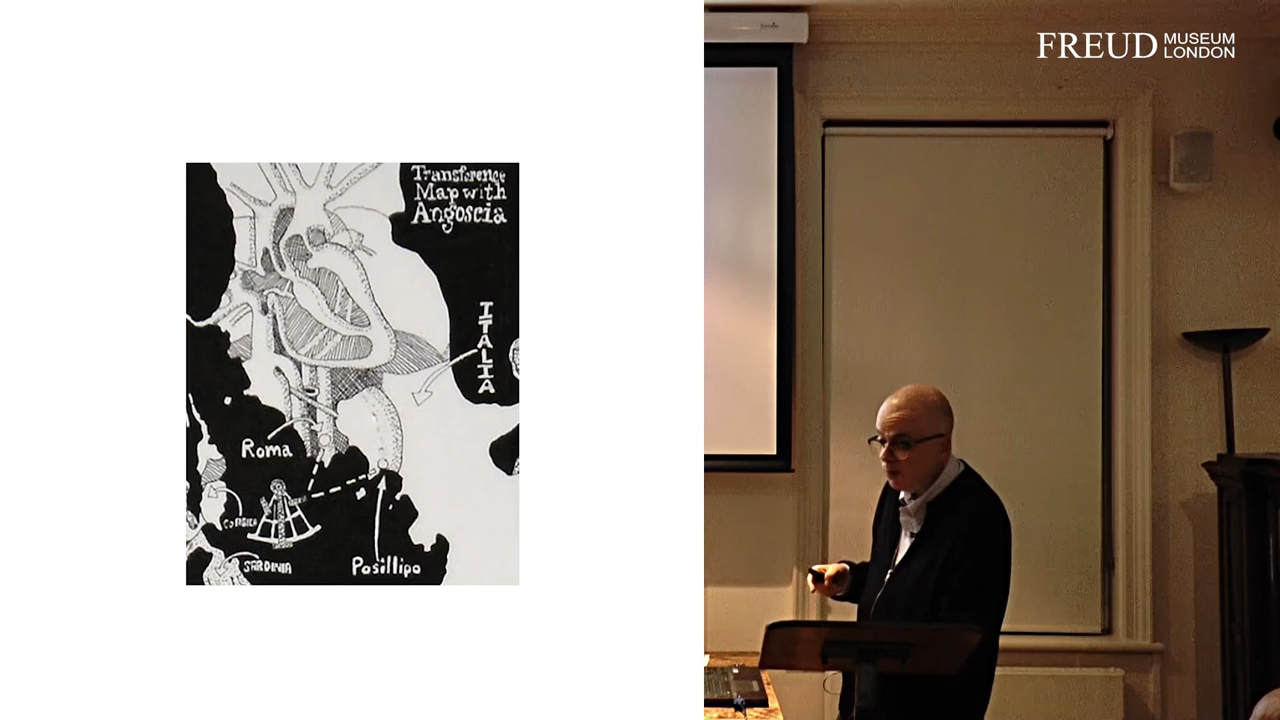 FREUD MUSEUM
LONDON
Transference
Map with
Angoscia
ITALIA
Roma
CORSICA
SARDINIA
Posillipo